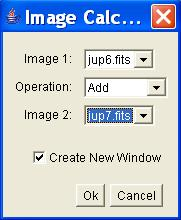 Image Calc...
Image 1: jup6.fits
Operation: Add
Image 2: jup7.fits
Create New Window
Ok Cancel